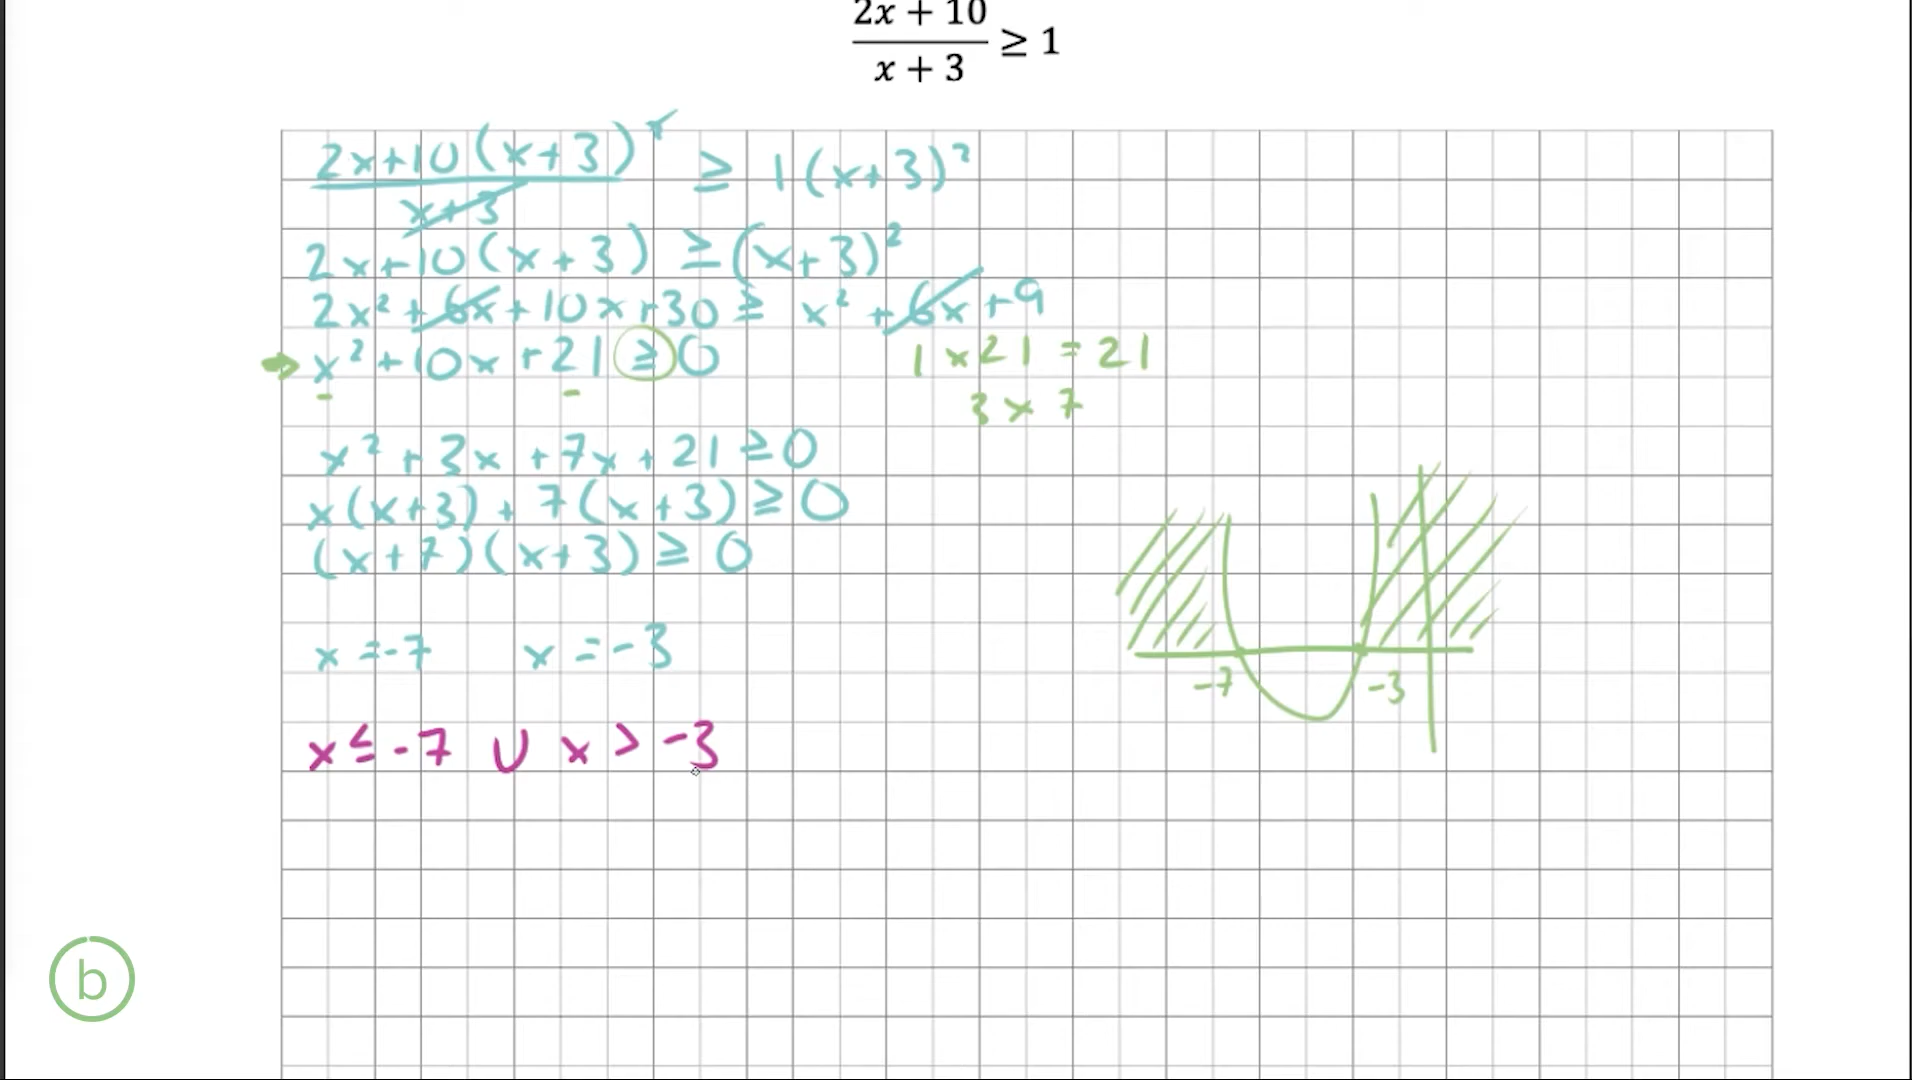 2x + 10
x + 3
≥ 1
2x+10(x+3)² ≥ 1(x+3)²
x+3
2x+10(x+3) ≥ (x+3)²
2x² + 6x + 10x + 30 ≥ x² + 6x + 9
x² + 10x + 21 ≥ 0
1 x 21 = 21
3 x 7
x² + 3x + 7x + 21 ≥ 0
x(x+3) + 7(x+3) ≥ 0
(x+7)(x+3) ≥ 0
x = -7 x = -3
-7 -3
x ≤ -7 ∪ x > -3
b